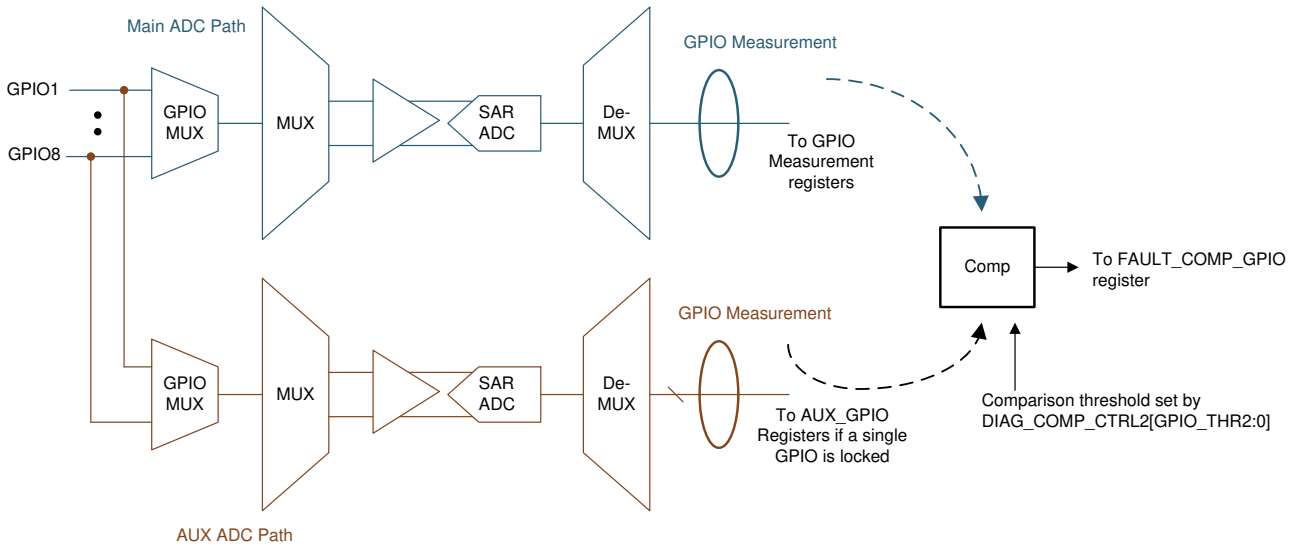 Main ADC Path
GPIO Measurement
GPIO1
GPIO8
GPIO
MUX
MUX
SAR
ADC
De-
MUX
To GPIO
Measurement
registers
Comp
To FAULT_COMP_GPIO
register
GPIO Measurement
GPIO
MUX
MUX
SAR
ADC
De-
MUX
To AUX_GPIO
Registers if a single
GPIO is locked
Comparison threshold set by
DIAG_COMP_CTRL2[GPIO_THR2:0]
AUX ADC Path